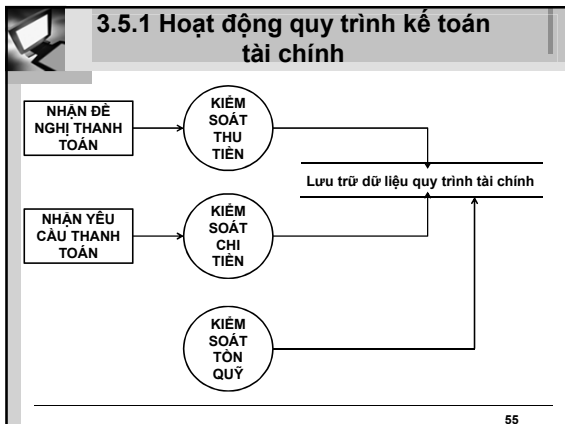 3.5.1 Hoạt động quy trình kế toán
tài chính
NHẬN ĐỀ
NGHỊ THANH
TOÁN
KIỂM
SOÁT
THU
TIỀN
Lưu trữ dữ liệu quy trình tài chính
NHẬN YÊU
CẦU THANH
TOÁN
KIỂM
SOÁT
CHI
TIỀN
KIỂM
SOÁT
TỒN
QUỸ
55